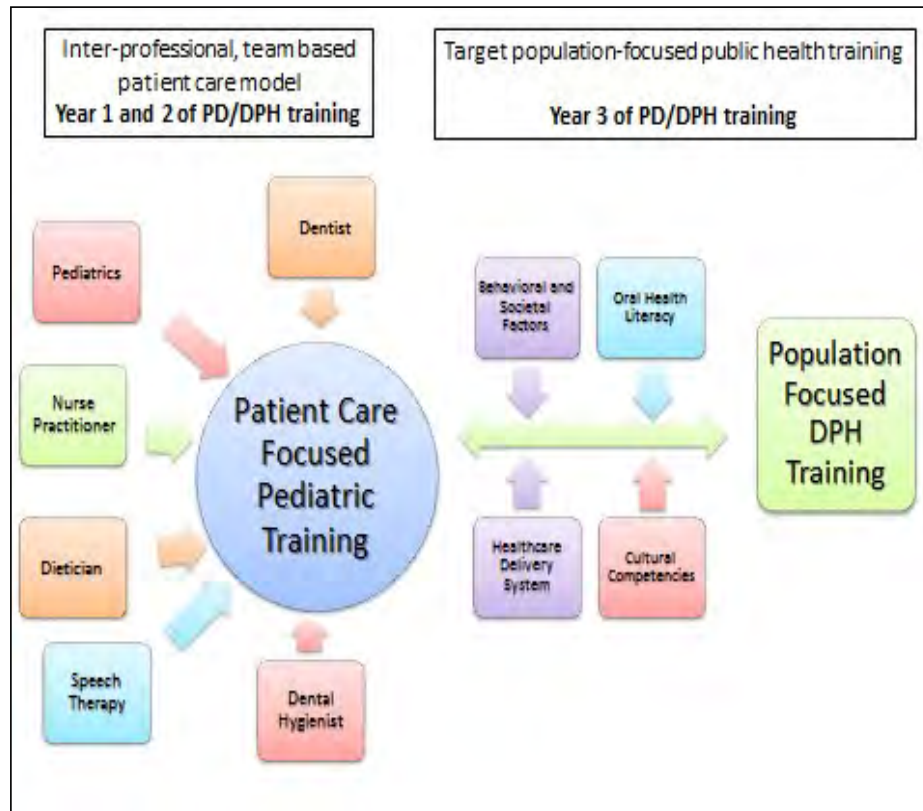 Inter-professional, team based
patient care model
Year 1 and 2 of PD/DPH training
Target population-focused public health training
Year 3 of PD/DPH training
Dentist
Pediatrics
Nurse
Practitioner
Dietician
Speech
Therapy
Dental
Hygienist
Patient Care
Focused
Pediatric
Training
Behavioral and
Societal
Factors
Oral Health
Literacy
Healthcare
Delivery
System
Cultural
Competencies
Population
Focused
DPH
Training